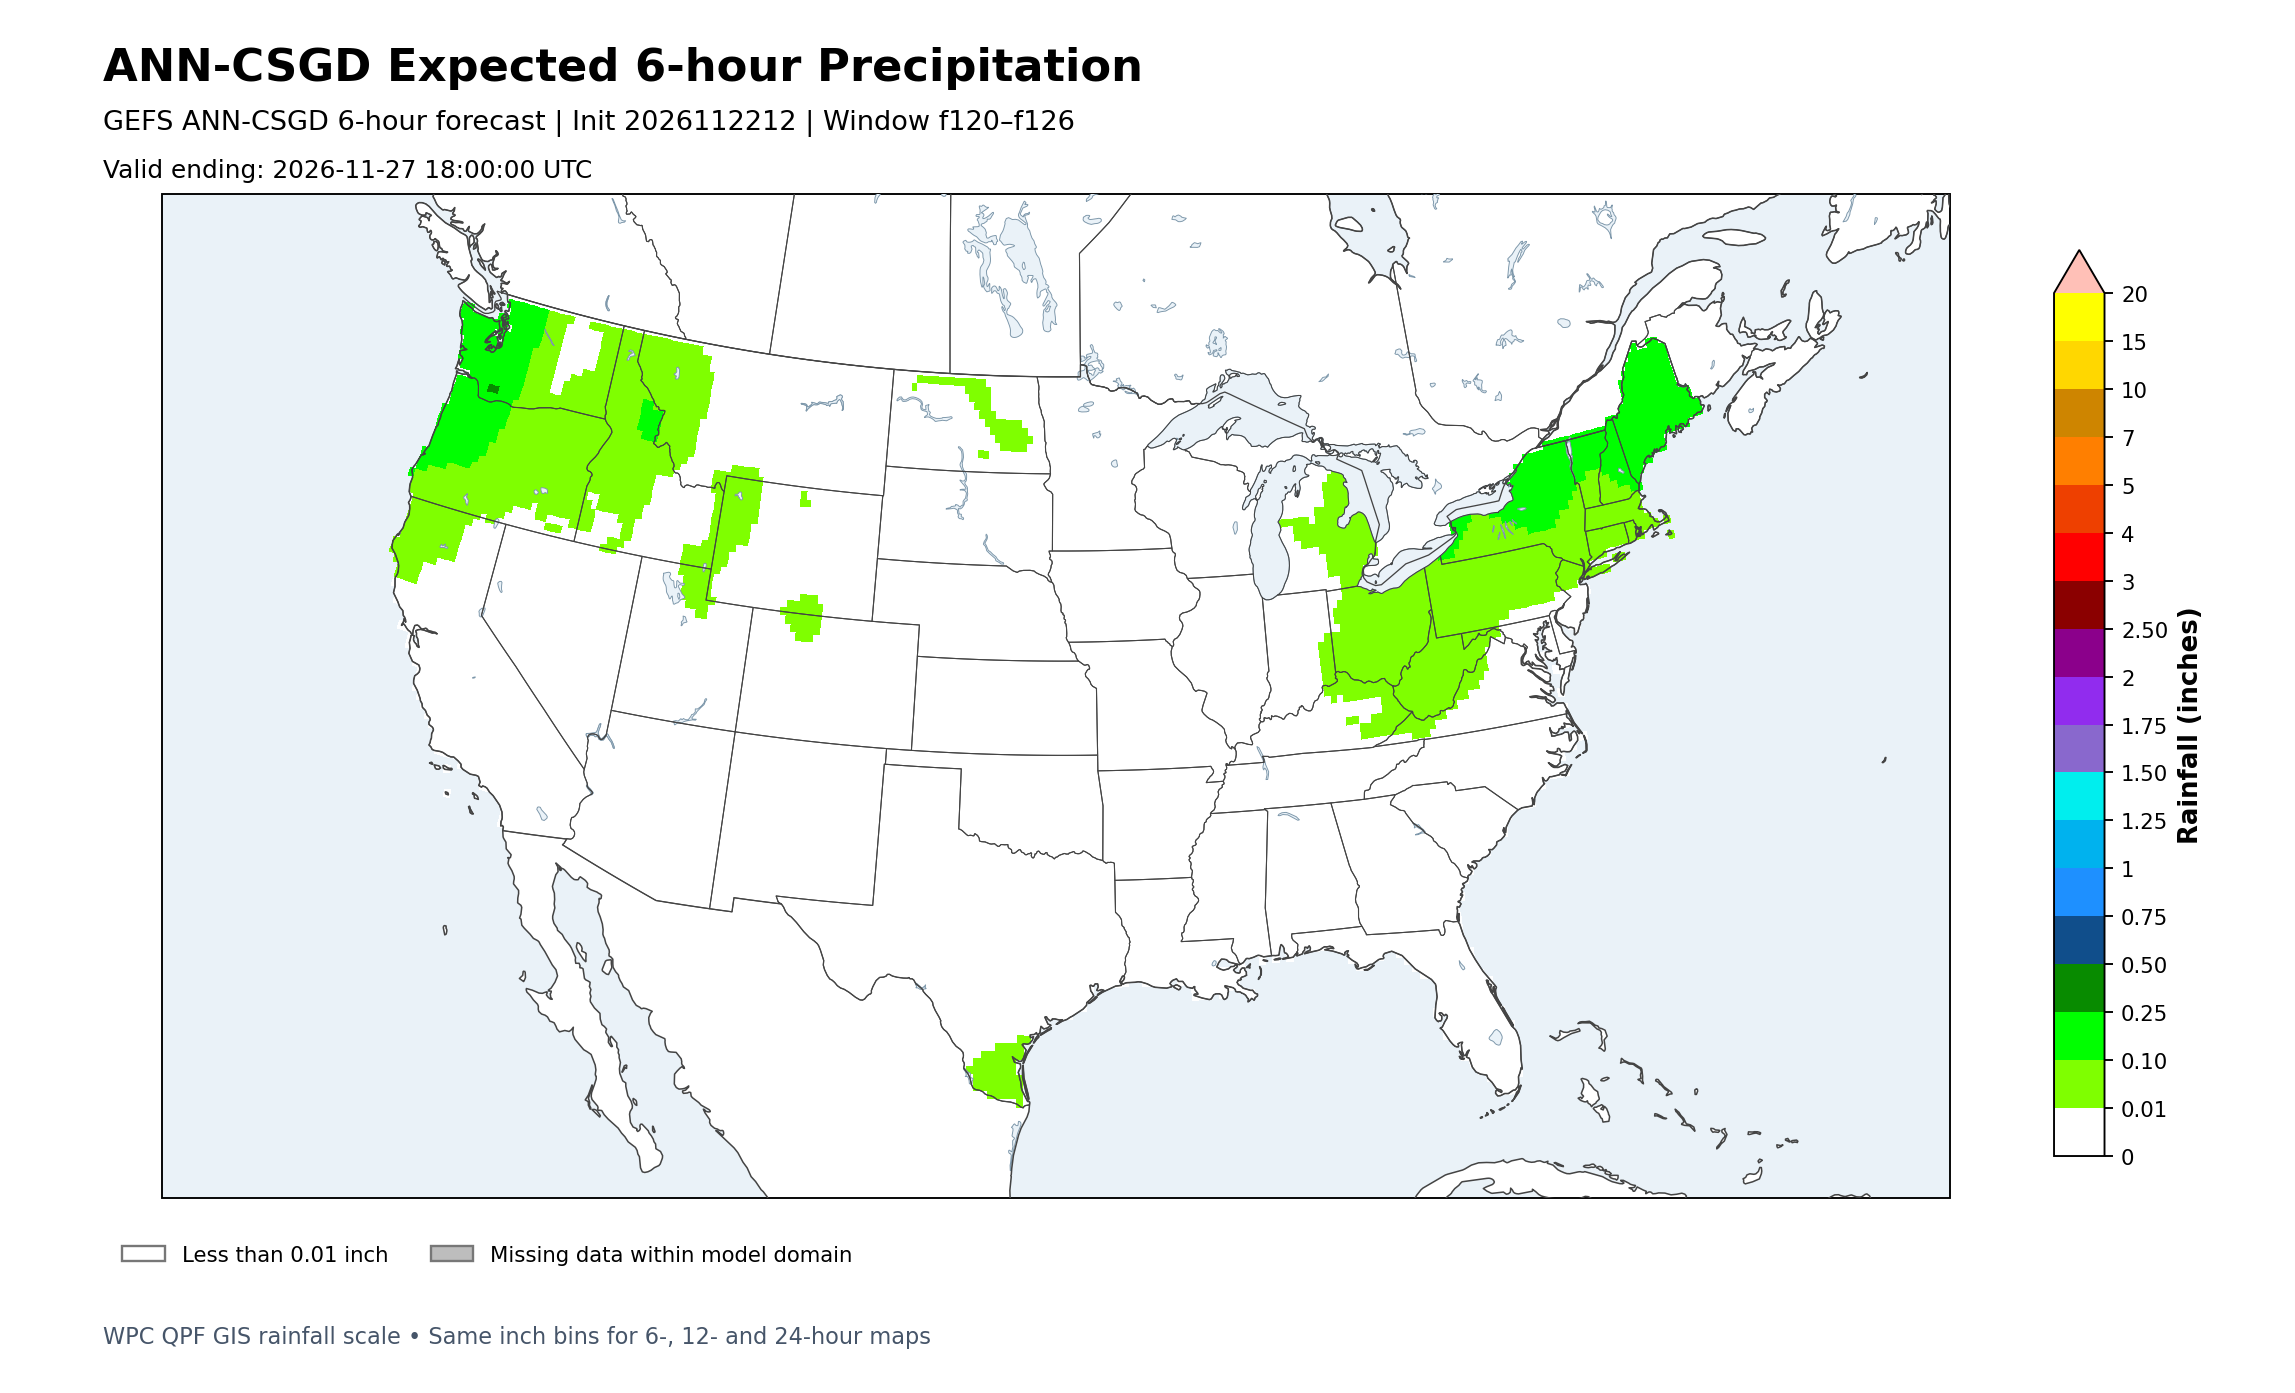 ANN-CSGD Expected 6-hour Precipitation
GEFS ANN-CSGD 6-hour forecast | Init 2026112212 | Window f120–f126
Valid ending: 2026-11-27 18:00:00 UTC
20
15
10
7
5
4
3
2.50
2
1.75
1.50
1.25
1
0.75
0.50
0.25
0.10
0.01
0
Rainfall (inches)
Less than 0.01 inch
Missing data within model domain
WPC QPF GIS rainfall scale • Same inch bins for 6-, 12- and 24-hour maps